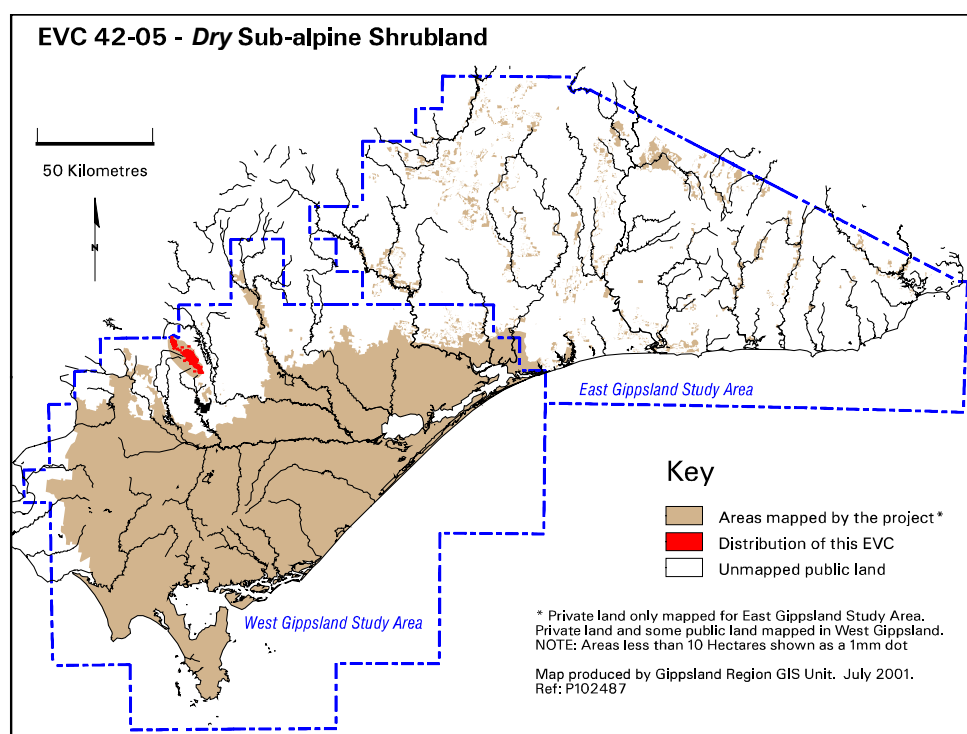 EVC 42-05 - Dry Sub-alpine Shrubland
50 Kilometres
N
East Gippsland Study Area
West Gippsland Study Area
Key
Areas mapped by the project*
Distribution of this EVC
Unmapped public land
* Private land only mapped for East Gippsland Study Area.
Private land and some public land mapped in West Gippsland.
NOTE: Areas less than 10 Hectares shown as a 1mm dot
Map produced by Gippsland Region GIS Unit. July 2001.
Ref: P102487